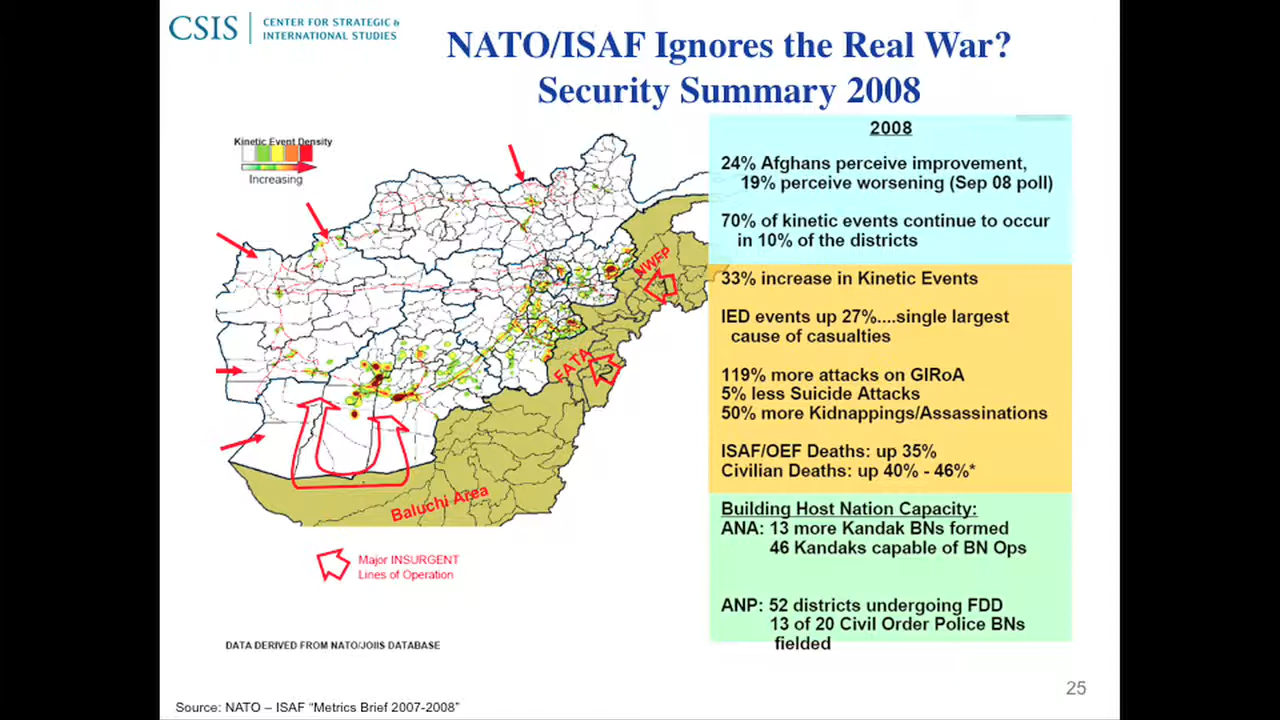 CSIS
CENTER FOR STRATEGIC &
INTERNATIONAL STUDIES
NATO/ISAF Ignores the Real War?
Security Summary 2008
Kinetic Event Density
Increasing
NWFP
1
FATA
2
Baluchi Area
Major INSURGENT
Lines of Operation
DATA DERIVED FROM NATO/JOIIS DATABASE
2008
24% Afghans perceive improvement,
19% perceive worsening (Sep 08 poll)
70% of kinetic events continue to occur
in 10% of the districts
33% increase in Kinetic Events
IED events up 27%....single largest
cause of casualties
119% more attacks on GIRoA
5% less Suicide Attacks
50% more Kidnappings/Assassinations
ISAF/OEF Deaths: up 35%
Civilian Deaths: up 40% - 46%*
Building Host Nation Capacity:
ANA: 13 more Kandak BNs formed
46 Kandaks capable of BN Ops
ANP: 52 districts undergoing FDD
13 of 20 Civil Order Police BNs
fielded
25
Source: NATO – ISAF “Metrics Brief 2007-2008”